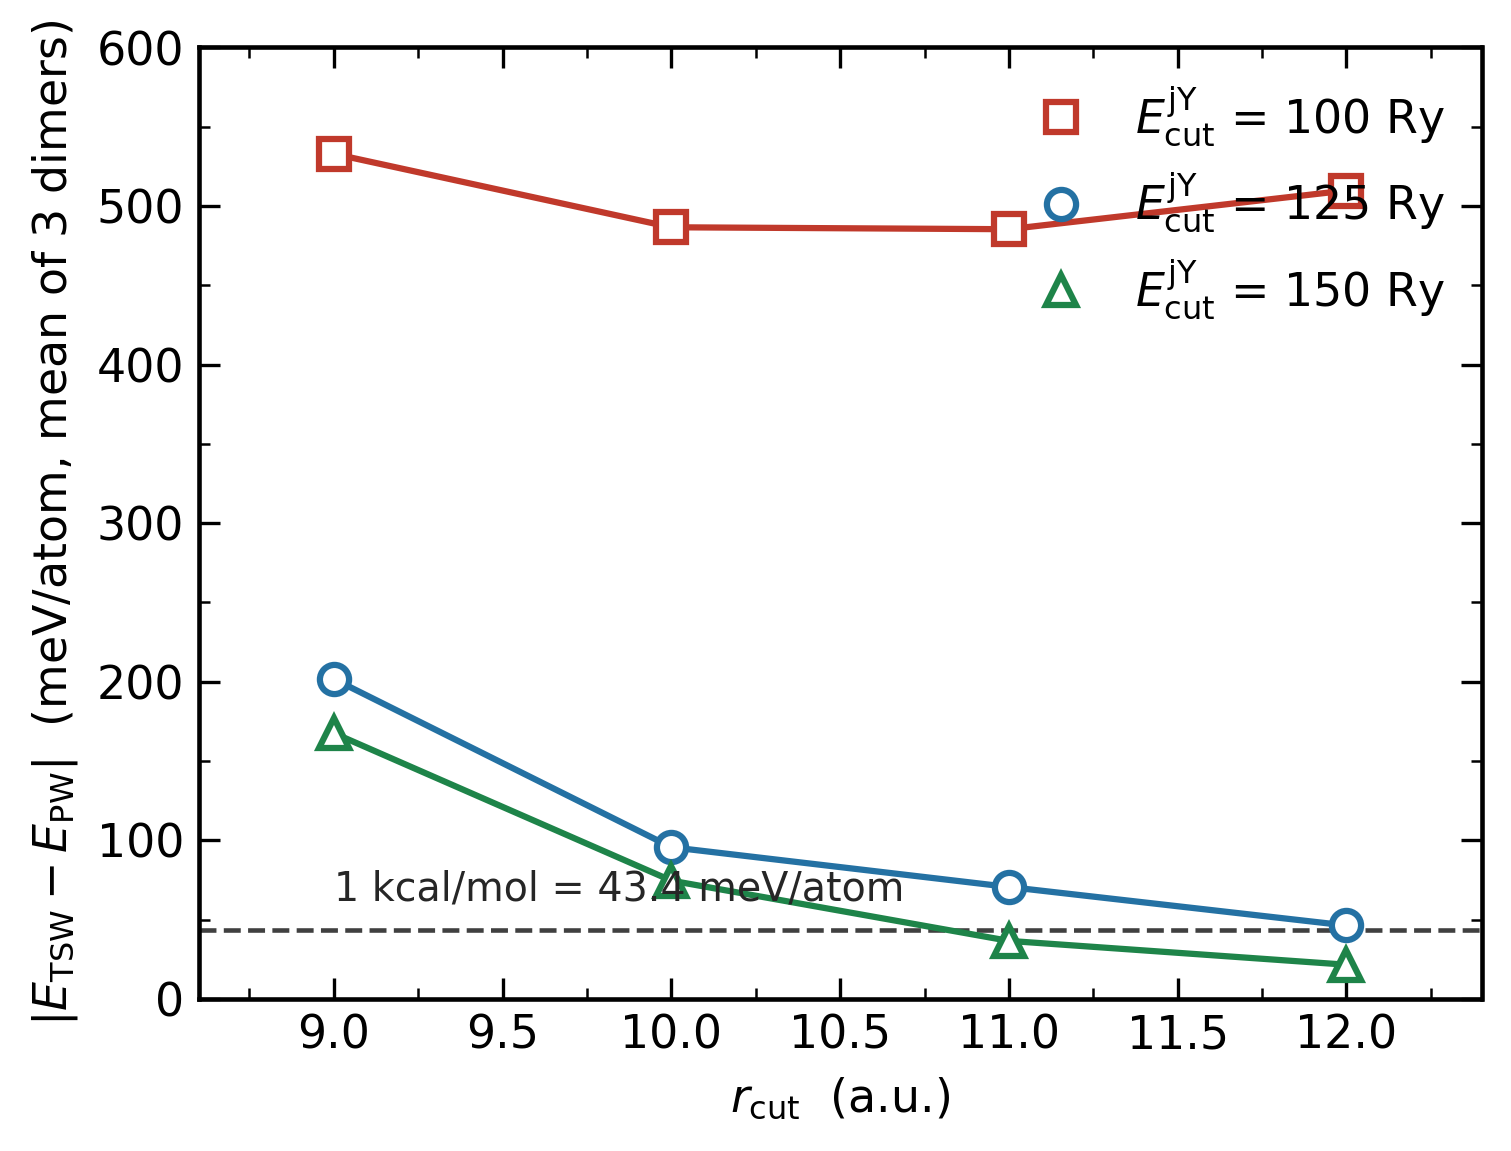 600
500
400
300
200
100
0
|E_TSW − E_PW| (meV/atom, mean of 3 dimers)
E_cut^jY = 100 Ry
E_cut^jY = 125 Ry
E_cut^jY = 150 Ry
1 kcal/mol = 43.4 meV/atom
9.0 9.5 10.0 10.5 11.0 11.5 12.0
r_cut (a.u.)